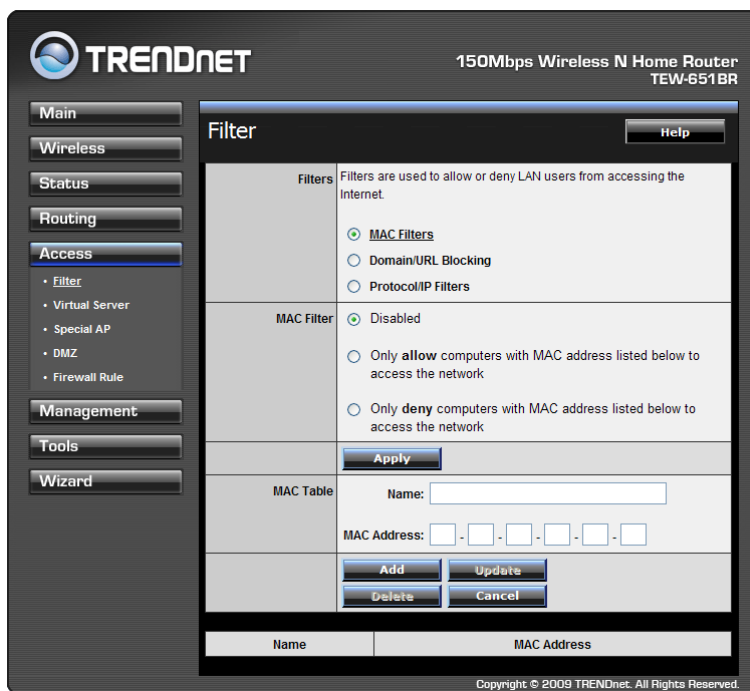 TRENDNET
150Mbps Wireless N Home Router
TEW-651BR
Main
Wireless
Status
Routing
Access
• Filter
• Virtual Server
• Special AP
• DMZ
• Firewall Rule
Management
Tools
Wizard
Filter
Help
Filters
Filters are used to allow or deny LAN users from accessing the
Internet.
MAC Filters
Domain/URL Blocking
Protocol/IP Filters
MAC Filter
Disabled
Only allow computers with MAC address listed below to
access the network
Only deny computers with MAC address listed below to
access the network
Apply
MAC Table
Name:
MAC Address: - - - - -
Add
Update
Delete
Cancel
Name
MAC Address
Copyright © 2009 TRENDnet. All Rights Reserved.